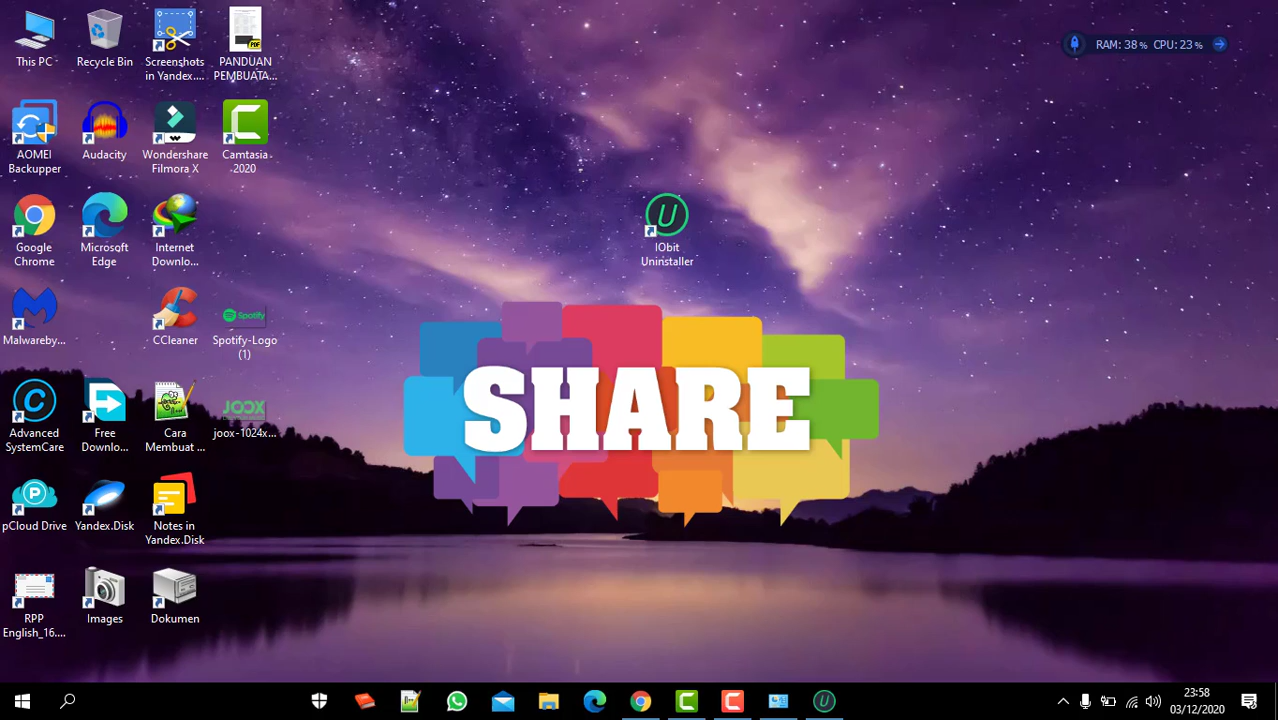 This PC
Recycle Bin
Screenshots
in Yandex....
PANDUAN
PEMBUATA...
RAM: 38 % CPU: 23 %
AOMEI
Backupper
Audacity
Wondershare
Filmora X
Camtasia
2020
Google
Chrome
Microsoft
Edge
Internet
Downlo...
IObit
Uninstaller
Malwareby...
CCleaner
Spotify
Spotify-Logo
(1)
SHARE
Advanced
SystemCare
Free
Downlo...
Cara
Membuat ...
JOOX
joox-1024x...
pCloud Drive
Yandex.Disk
Notes in
Yandex.Disk
RPP
English_16....
Images
Dokumen
23:58
03/12/2020